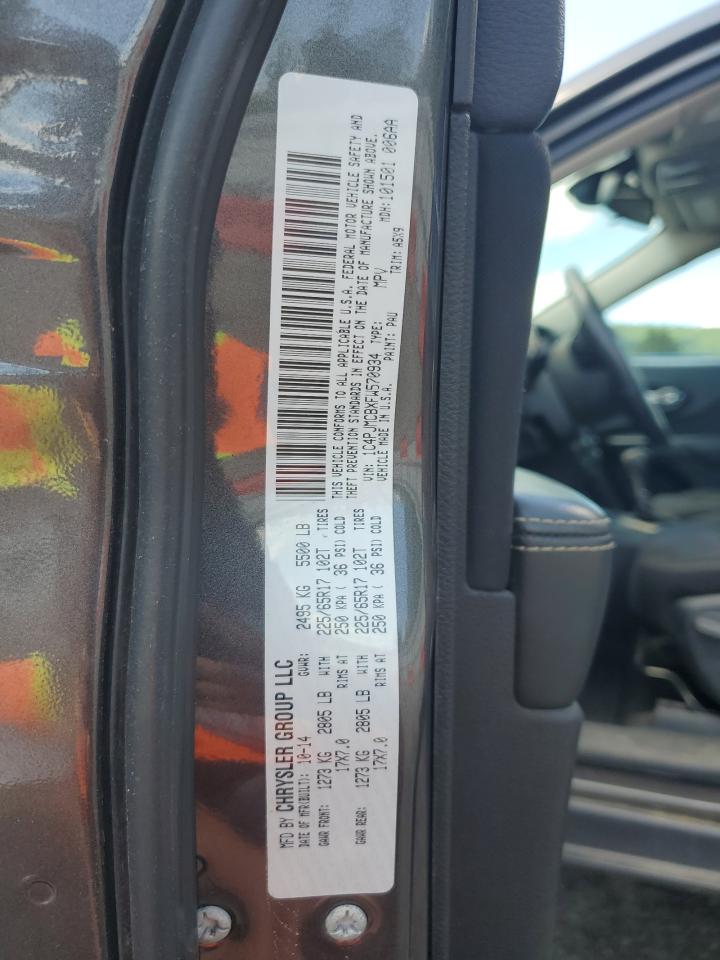 MFD BY CHRYSLER GROUP LLC
DATE OF MFR(BUILT): 10-14 GVWR: 2495 KG 5500 LB
GAWR FRONT: 1273 KG 2805 LB WITH 225/65R17 102T TIRES
17X7.0 RIMS AT 250 KPA ( 36 PSI) COLD
GAWR REAR: 1273 KG 2805 LB WITH 225/65R17 102T TIRES
17X7.0 RIMS AT 250 KPA ( 36 PSI) COLD
THIS VEHICLE CONFORMS TO ALL APPLICABLE U.S.A. FEDERAL MOTOR VEHICLE SAFETY AND
THEFT PREVENTION STANDARDS IN EFFECT ON THE DATE OF MANUFACTURE SHOWN ABOVE.
VIN: 1C4PJMCBXFW570934 TYPE: MPV MDH:101501 006AA
VEHICLE MADE IN U.S.A. PAINT: PAU TRIM: A5X9